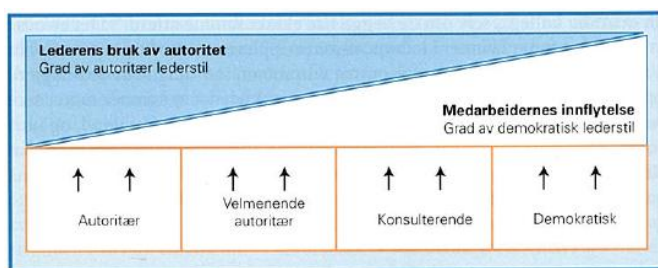 Lederens bruk av autoritet
Grad av autoritær lederstil
Medarbeidernes innflytelse
Grad av demokratisk lederstil
Autoritær
Velmenende
autoritær
Konsulterende
Demokratisk